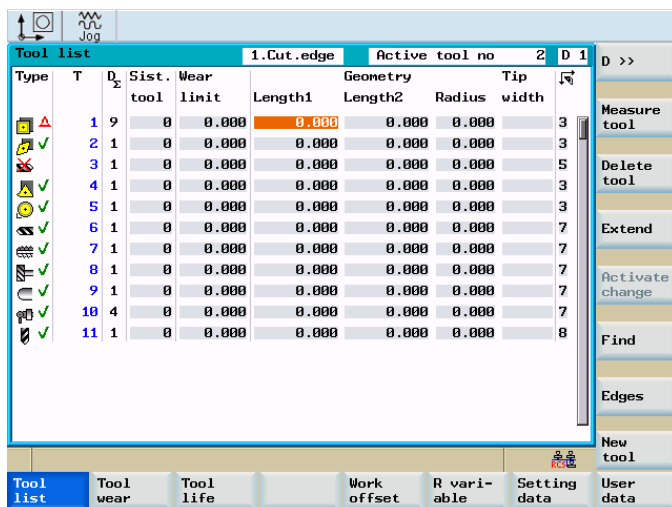 Jog
Tool list 1.Cut.edge Active tool no 2 D 1
D >>
Type T DΣ Sist. Wear Geometry Tip
tool limit Length1 Length2 Radius width
1 9 0 0.000 0.000 0.000 0.000 3
2 1 0 0.000 0.000 0.000 0.000 3
3 1 0 0.000 0.000 0.000 0.000 5
4 1 0 0.000 0.000 0.000 0.000 3
5 1 0 0.000 0.000 0.000 0.000 3
6 1 0 0.000 0.000 0.000 0.000 7
7 1 0 0.000 0.000 0.000 0.000 7
8 1 0 0.000 0.000 0.000 0.000 7
9 1 0 0.000 0.000 0.000 0.000 7
10 4 0 0.000 0.000 0.000 0.000 7
11 1 0 0.000 0.000 0.000 0.000 8
Measure
tool
Delete
tool
Extend
Activate
change
Find
Edges
New
tool
RCS
Tool Tool Tool Work R vari- Setting User
list wear life offset able data data